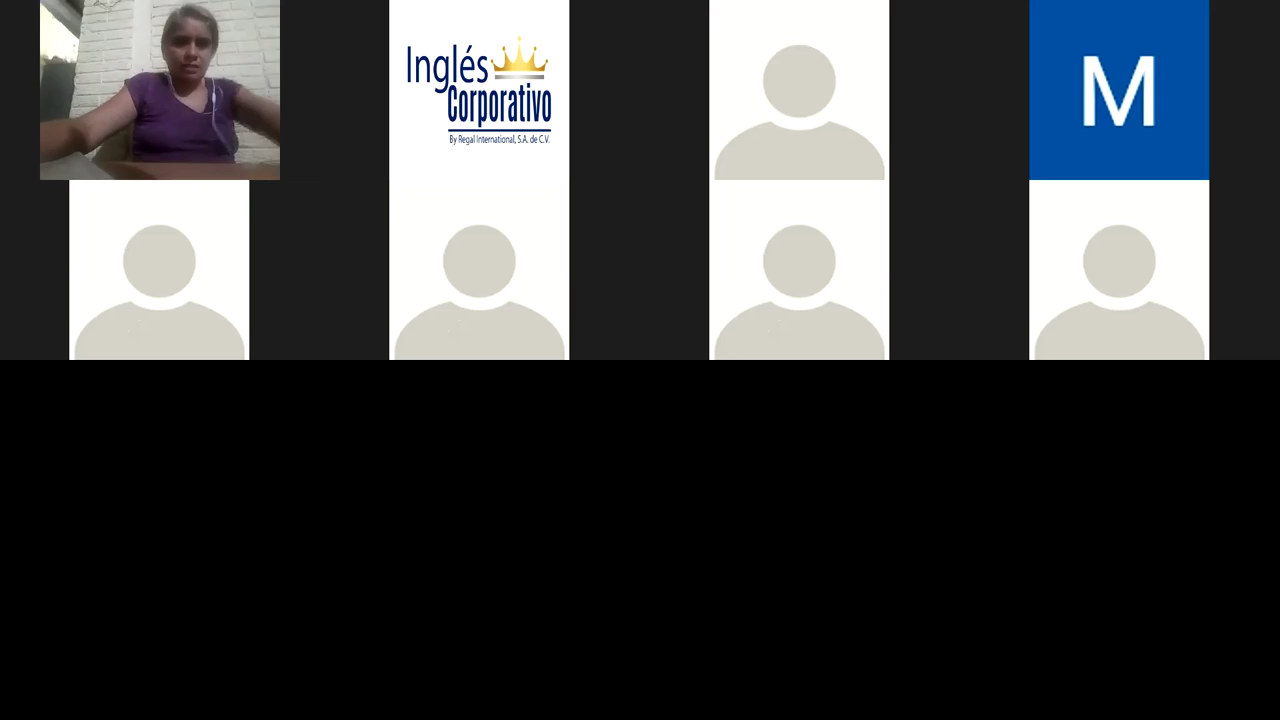 Inglés
Corporativo
By Regal International, S.A. de C.V.
M